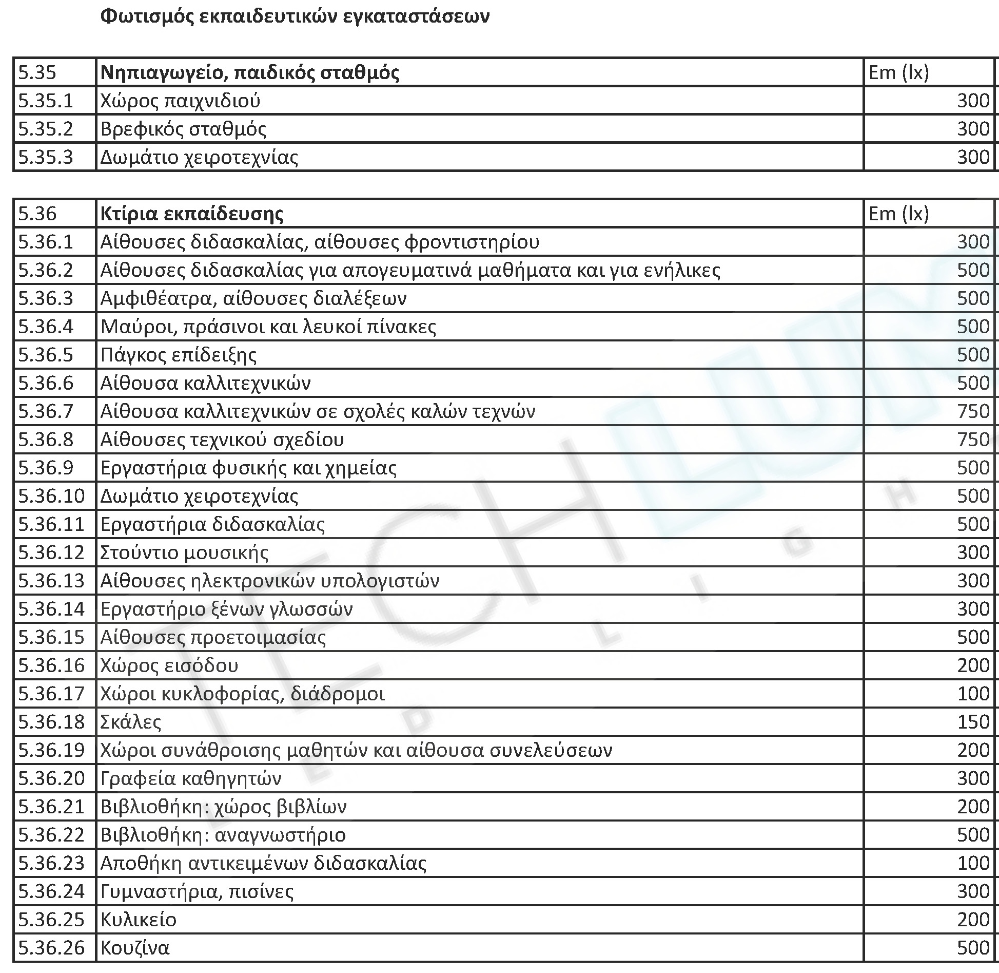 Φωτισμός εκπαιδευτικών εγκαταστάσεων
5.35 Νηπιαγωγείο, παιδικός σταθμός Em (lx)
5.35.1 Χώρος παιχνιδιού 300
5.35.2 Βρεφικός σταθμός 300
5.35.3 Δωμάτιο χειροτεχνίας 300
5.36 Κτίρια εκπαίδευσης Em (lx)
5.36.1 Αίθουσες διδασκαλίας, αίθουσες φροντιστηρίου 300
5.36.2 Αίθουσες διδασκαλίας για απογευματινά μαθήματα και για ενήλικες 500
5.36.3 Αμφιθέατρα, αίθουσες διαλέξεων 500
5.36.4 Μαύροι, πράσινοι και λευκοί πίνακες 500
5.36.5 Πάγκος επίδειξης 500
5.36.6 Αίθουσα καλλιτεχνικών 500
5.36.7 Αίθουσα καλλιτεχνικών σε σχολές καλών τεχνών 750
5.36.8 Αίθουσες τεχνικού σχεδίου 750
5.36.9 Εργαστήρια φυσικής και χημείας 500
5.36.10 Δωμάτιο χειροτεχνίας 500
5.36.11 Εργαστήρια διδασκαλίας 500
5.36.12 Στούντιο μουσικής 300
5.36.13 Αίθουσες ηλεκτρονικών υπολογιστών 300
5.36.14 Εργαστήριο ξένων γλωσσών 300
5.36.15 Αίθουσες προετοιμασίας 500
5.36.16 Χώρος εισόδου 200
5.36.17 Χώροι κυκλοφορίας, διάδρομοι 100
5.36.18 Σκάλες 150
5.36.19 Χώροι συνάθροισης μαθητών και αίθουσα συνελεύσεων 200
5.36.20 Γραφεία καθηγητών 300
5.36.21 Βιβλιοθήκη: χώρος βιβλίων 200
5.36.22 Βιβλιοθήκη: αναγνωστήριο 500
5.36.23 Αποθήκη αντικειμένων διδασκαλίας 100
5.36.24 Γυμναστήρια, πισίνες 300
5.36.25 Κυλικείο 200
5.36.26 Κουζίνα 500
TECHLUM
LED LIGH